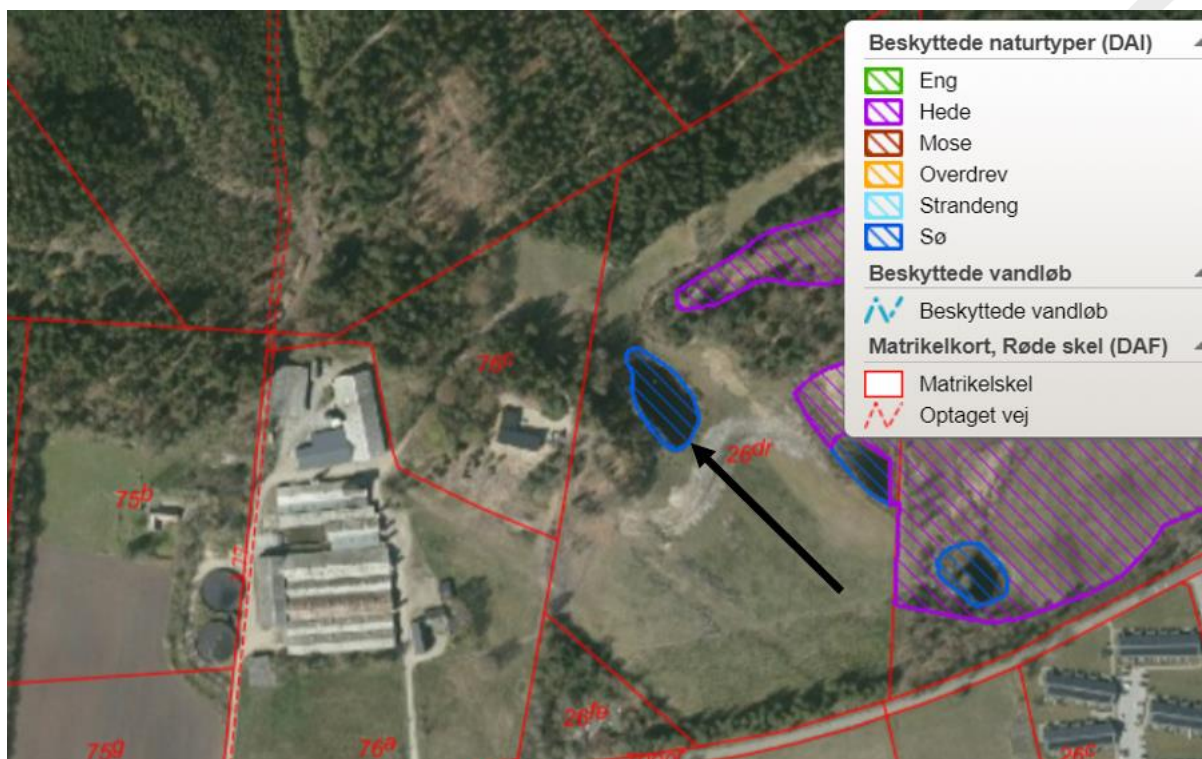 Beskyttede naturtyper (DAI)
Eng
Hede
Mose
Overdrev
Strandeng
Sø
Beskyttede vandløb
Beskyttede vandløb
Matrikelkort, Røde skel (DAF)
Matrikelskel
Optaget vej
76c
26dr
75b
26fe
75g
76a